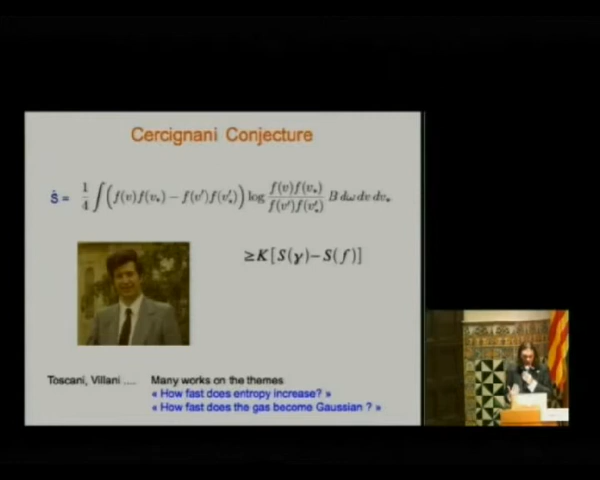 Cercignani Conjecture
Ṡ = 1/4 ∫ ( f(v)f(v*) − f(v′)f(v′*) ) log f(v)f(v*) / f(v′)f(v′*) B dω dv dv*
≥K[S(γ)−S(f)]
Toscani, Villani .... Many works on the themes
« How fast does entropy increase? »
« How fast does the gas become Gaussian ? »